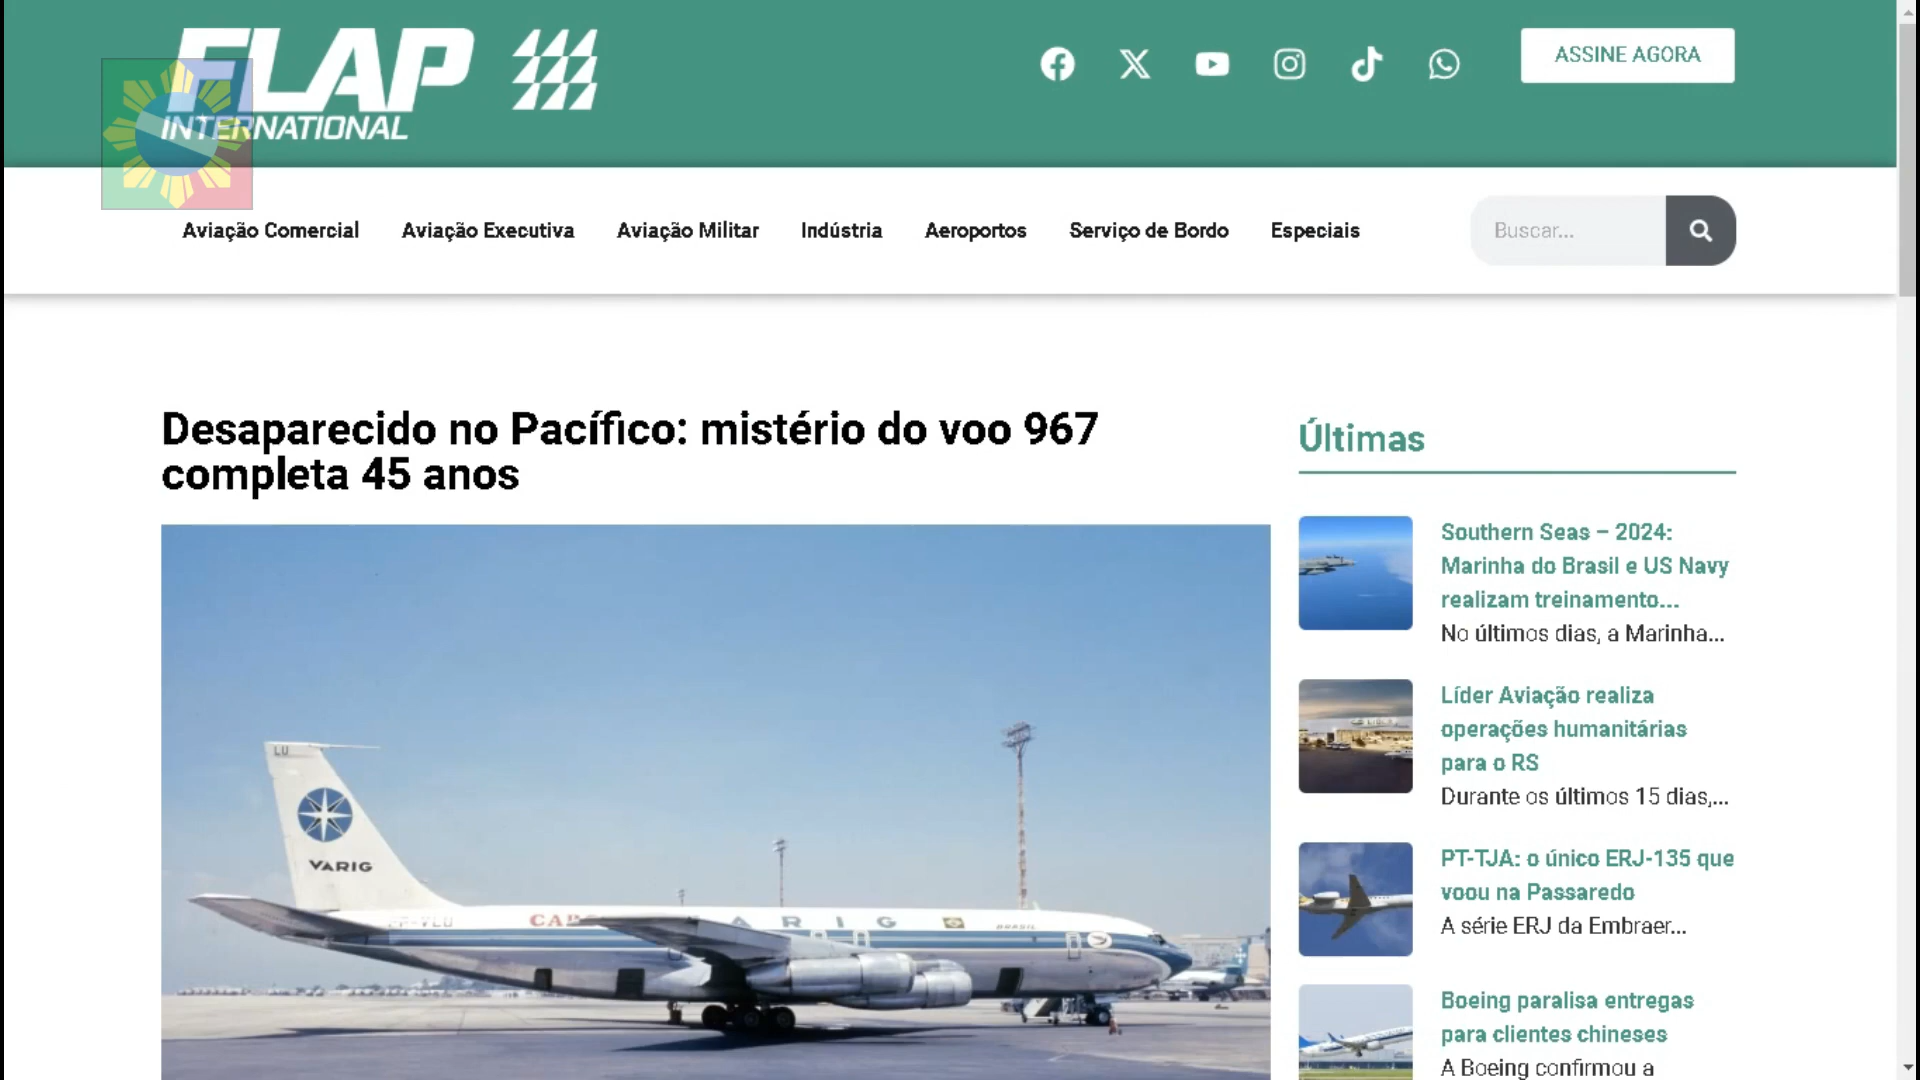 FLAP
INTERNATIONAL
ASSINE AGORA
Aviação Comercial
Aviação Executiva
Aviação Militar
Indústria
Aeroportos
Serviço de Bordo
Especiais
Buscar...
Desaparecido no Pacífico: mistério do voo 967
completa 45 anos
LU
VARIG
PP-VLU
VARIG
BRASIL
Últimas
Southern Seas – 2024:
Marinha do Brasil e US Navy
realizam treinamento...
No últimos dias, a Marinha...
Líder Aviação realiza
operações humanitárias
para o RS
Durante os últimos 15 dias,...
PT-TJA: o único ERJ-135 que
voou na Passaredo
A série ERJ da Embraer...
Boeing paralisa entregas
para clientes chineses
A Boeing confirmou a